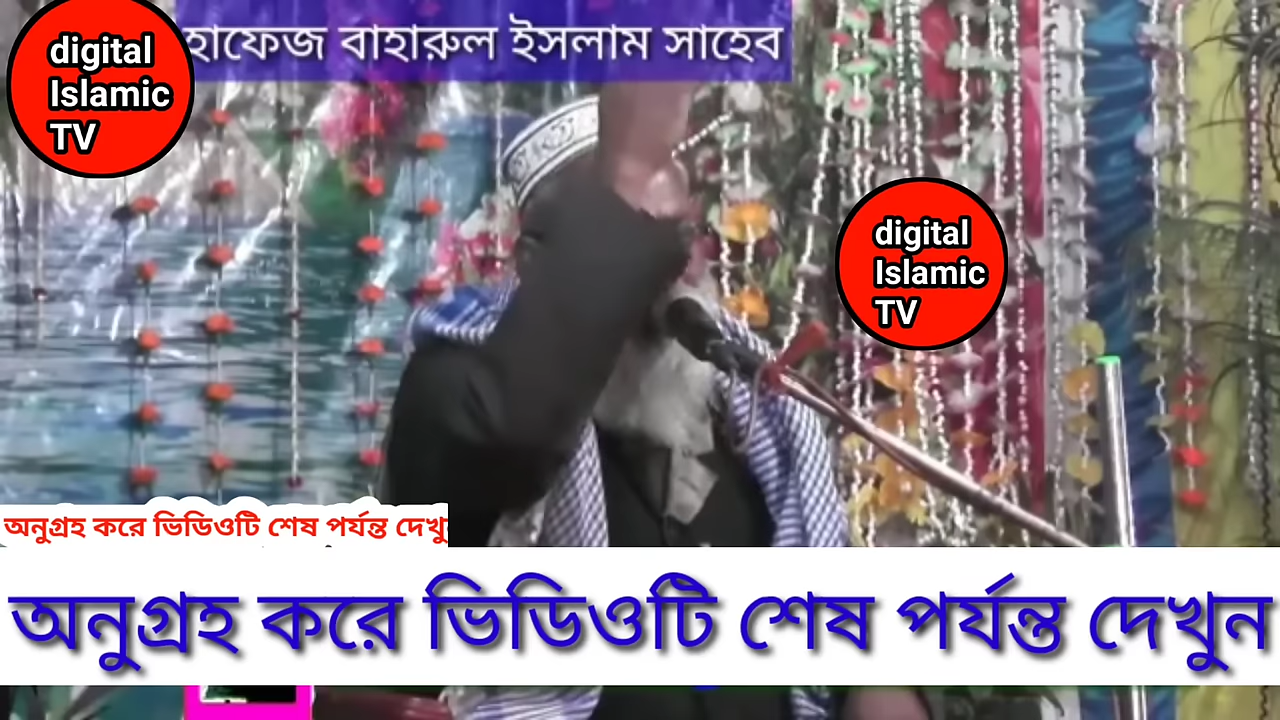 হাফেজ বাহারুল ইসলাম সাহেব
digital
Islamic
TV
digital
Islamic
TV
অনুগ্রহ করে ভিডিওটি শেষ পর্যন্ত
অনুগ্রহ করে ভিডিওটি শেষ পর্যন্ত দেখুন